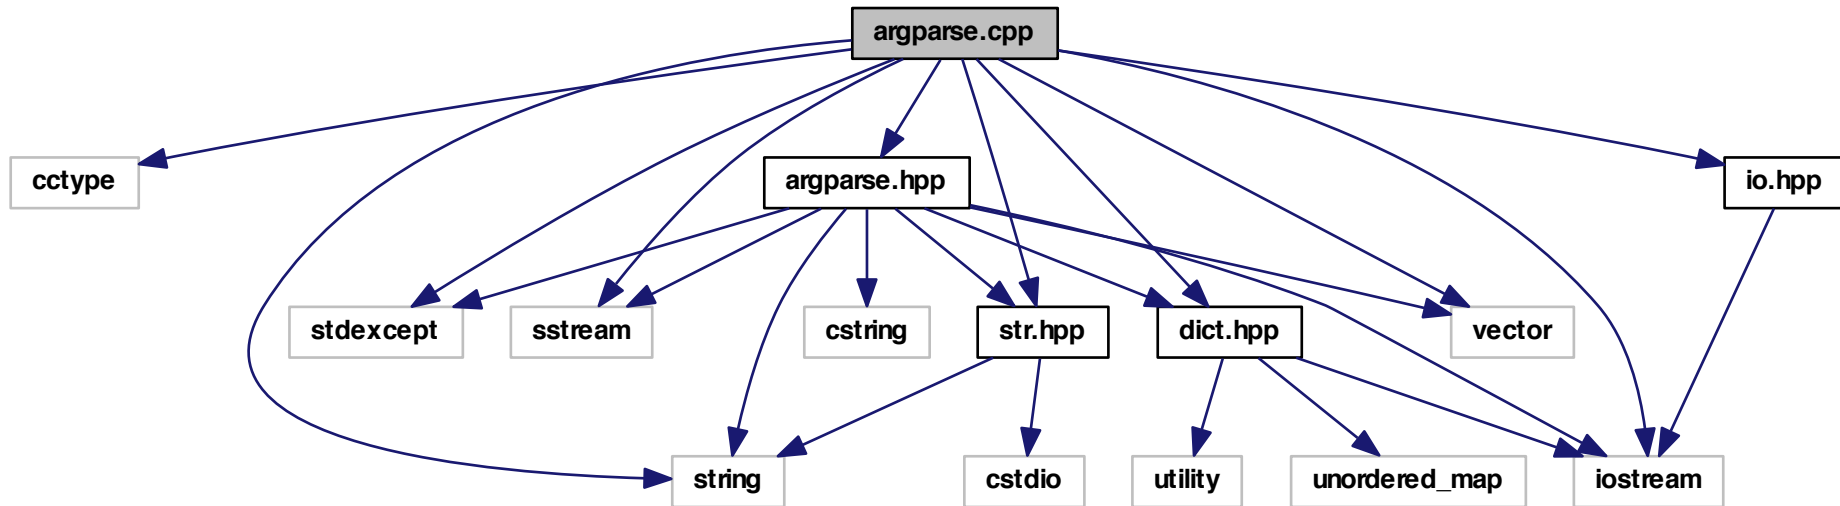 argparse.cpp
cctype
argparse.hpp
io.hpp
stdexcept
sstream
cstring
str.hpp
dict.hpp
vector
string
cstdio
utility
unordered_map
iostream